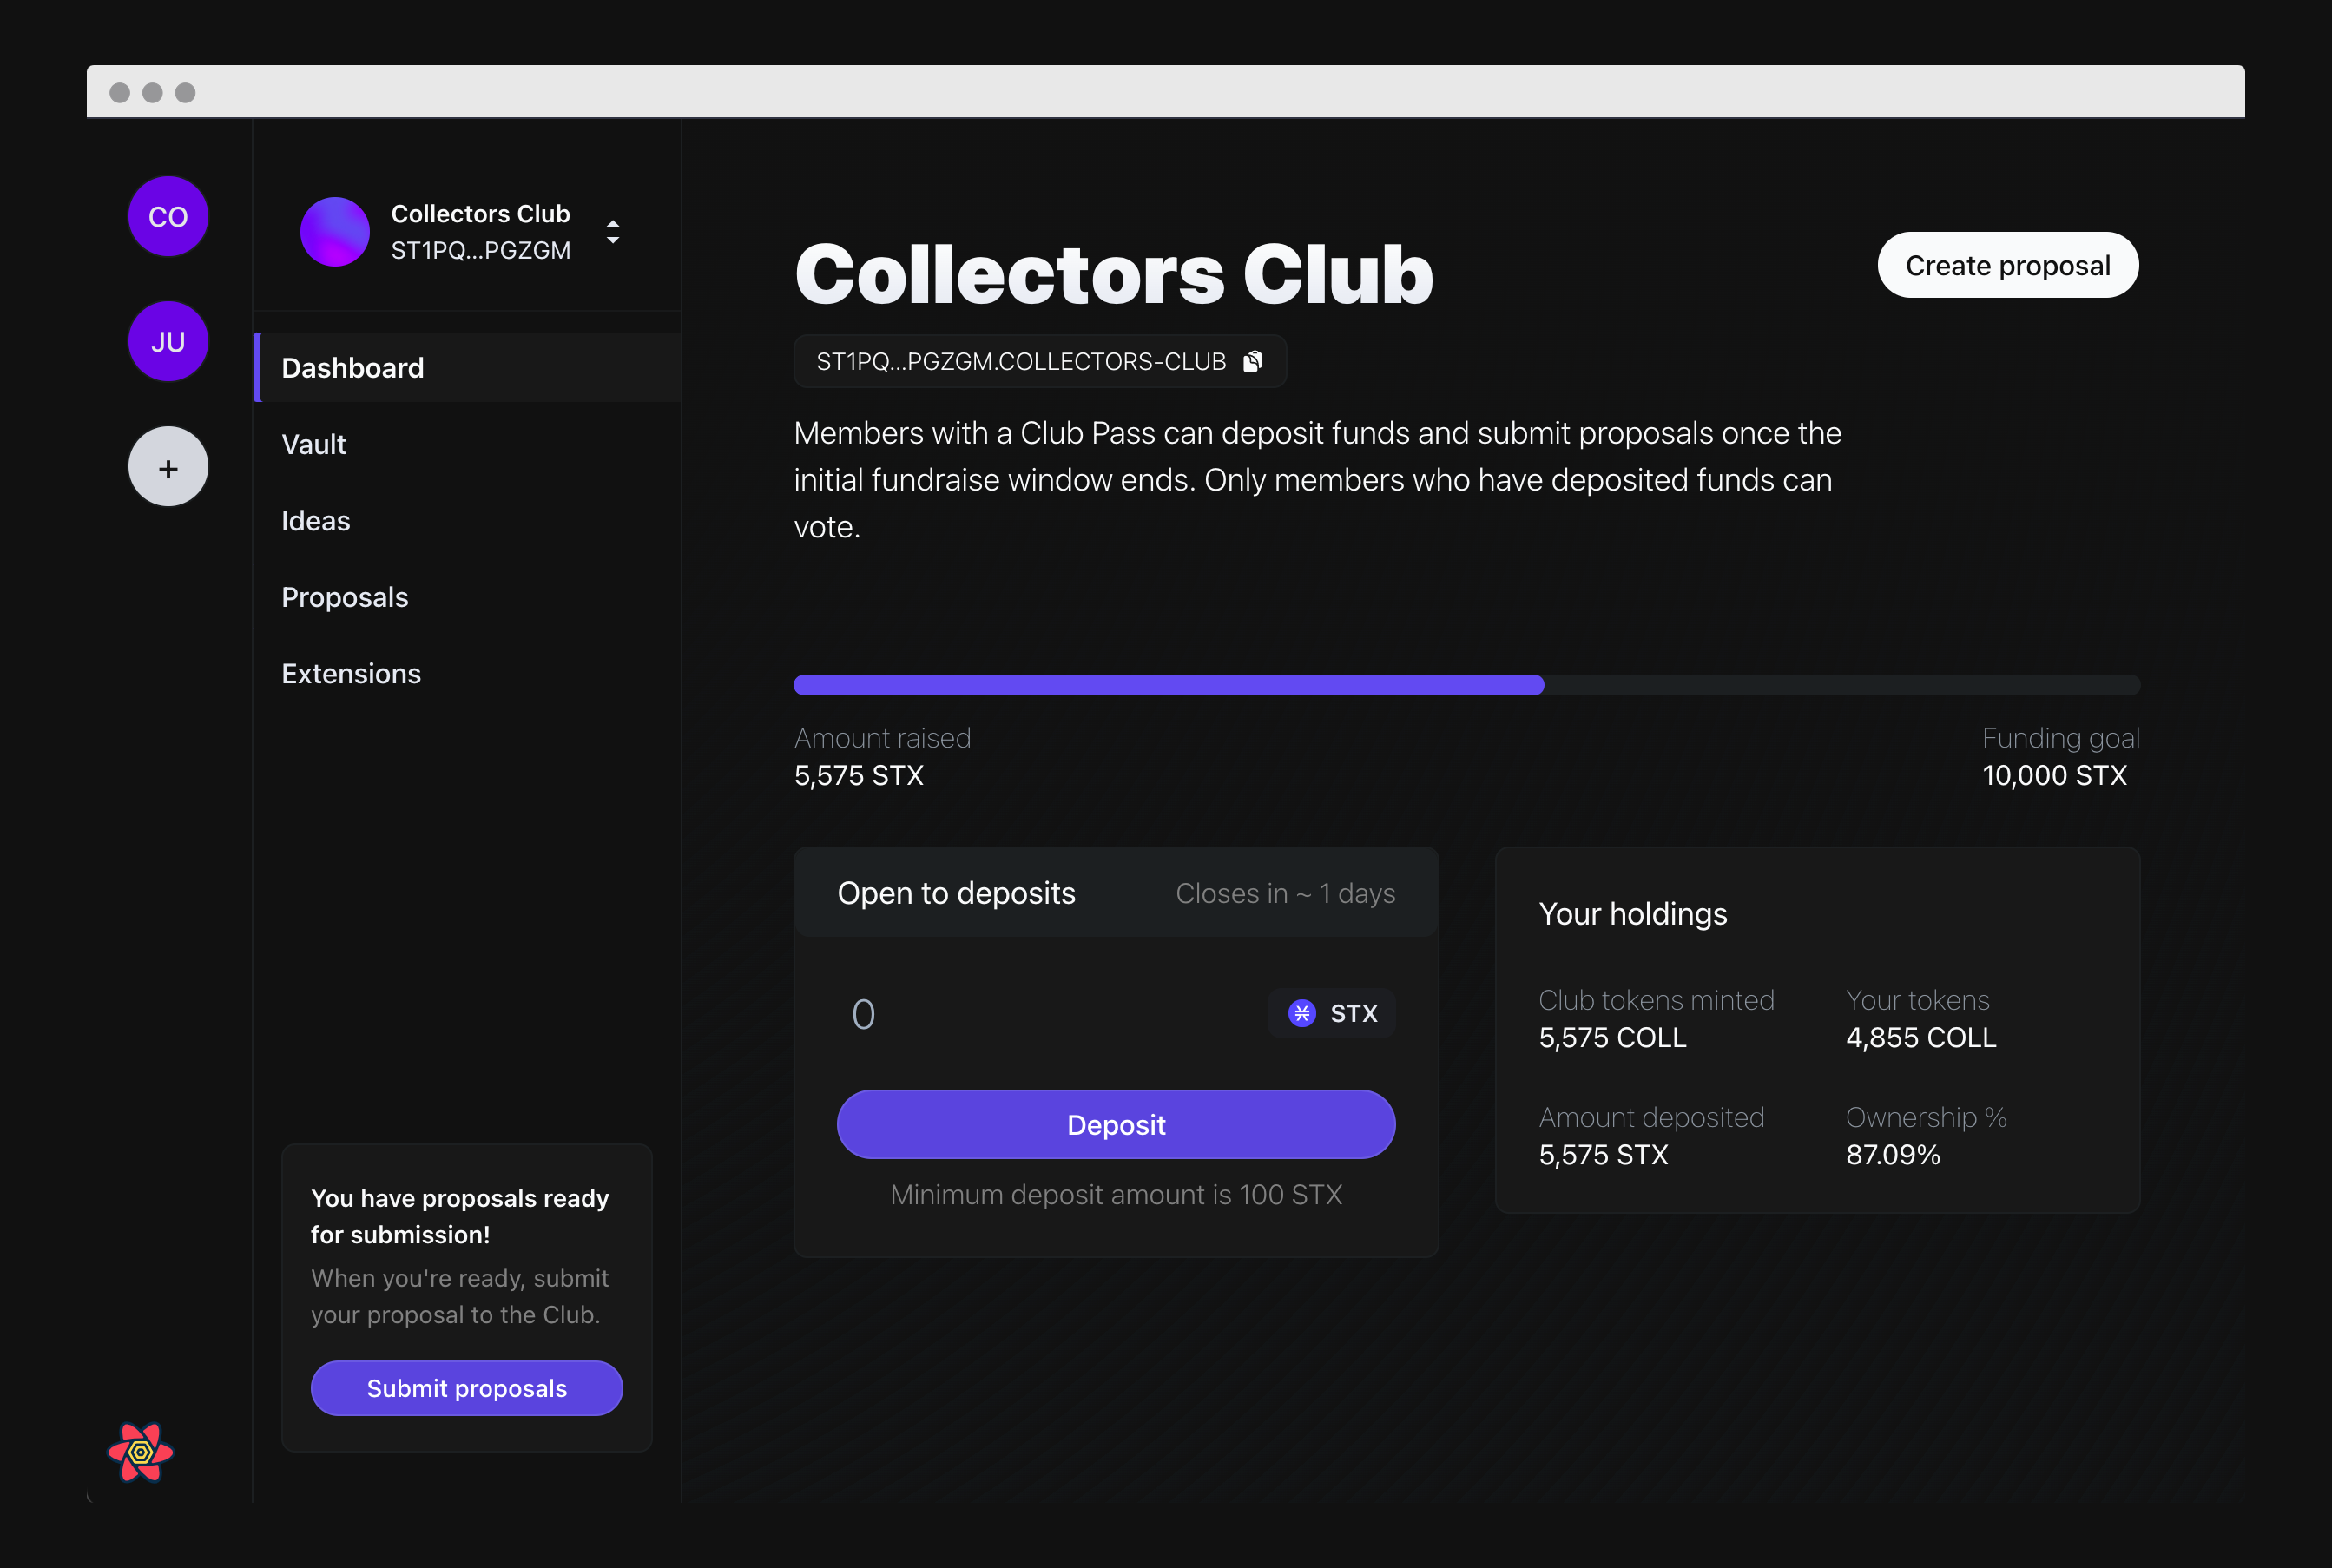 CO
JU
+
Collectors Club
ST1PQ...PGZGM
Dashboard
Vault
Ideas
Proposals
Extensions
You have proposals ready
for submission!
When you're ready, submit
your proposal to the Club.
Submit proposals
Collectors Club
Create proposal
ST1PQ...PGZGM.COLLECTORS-CLUB
Members with a Club Pass can deposit funds and submit proposals once the
initial fundraise window ends. Only members who have deposited funds can
vote.
Amount raised
5,575 STX
Funding goal
10,000 STX
Open to deposits
Closes in ~ 1 days
0
STX
Deposit
Minimum deposit amount is 100 STX
Your holdings
Club tokens minted
5,575 COLL
Your tokens
4,855 COLL
Amount deposited
5,575 STX
Ownership %
87.09%